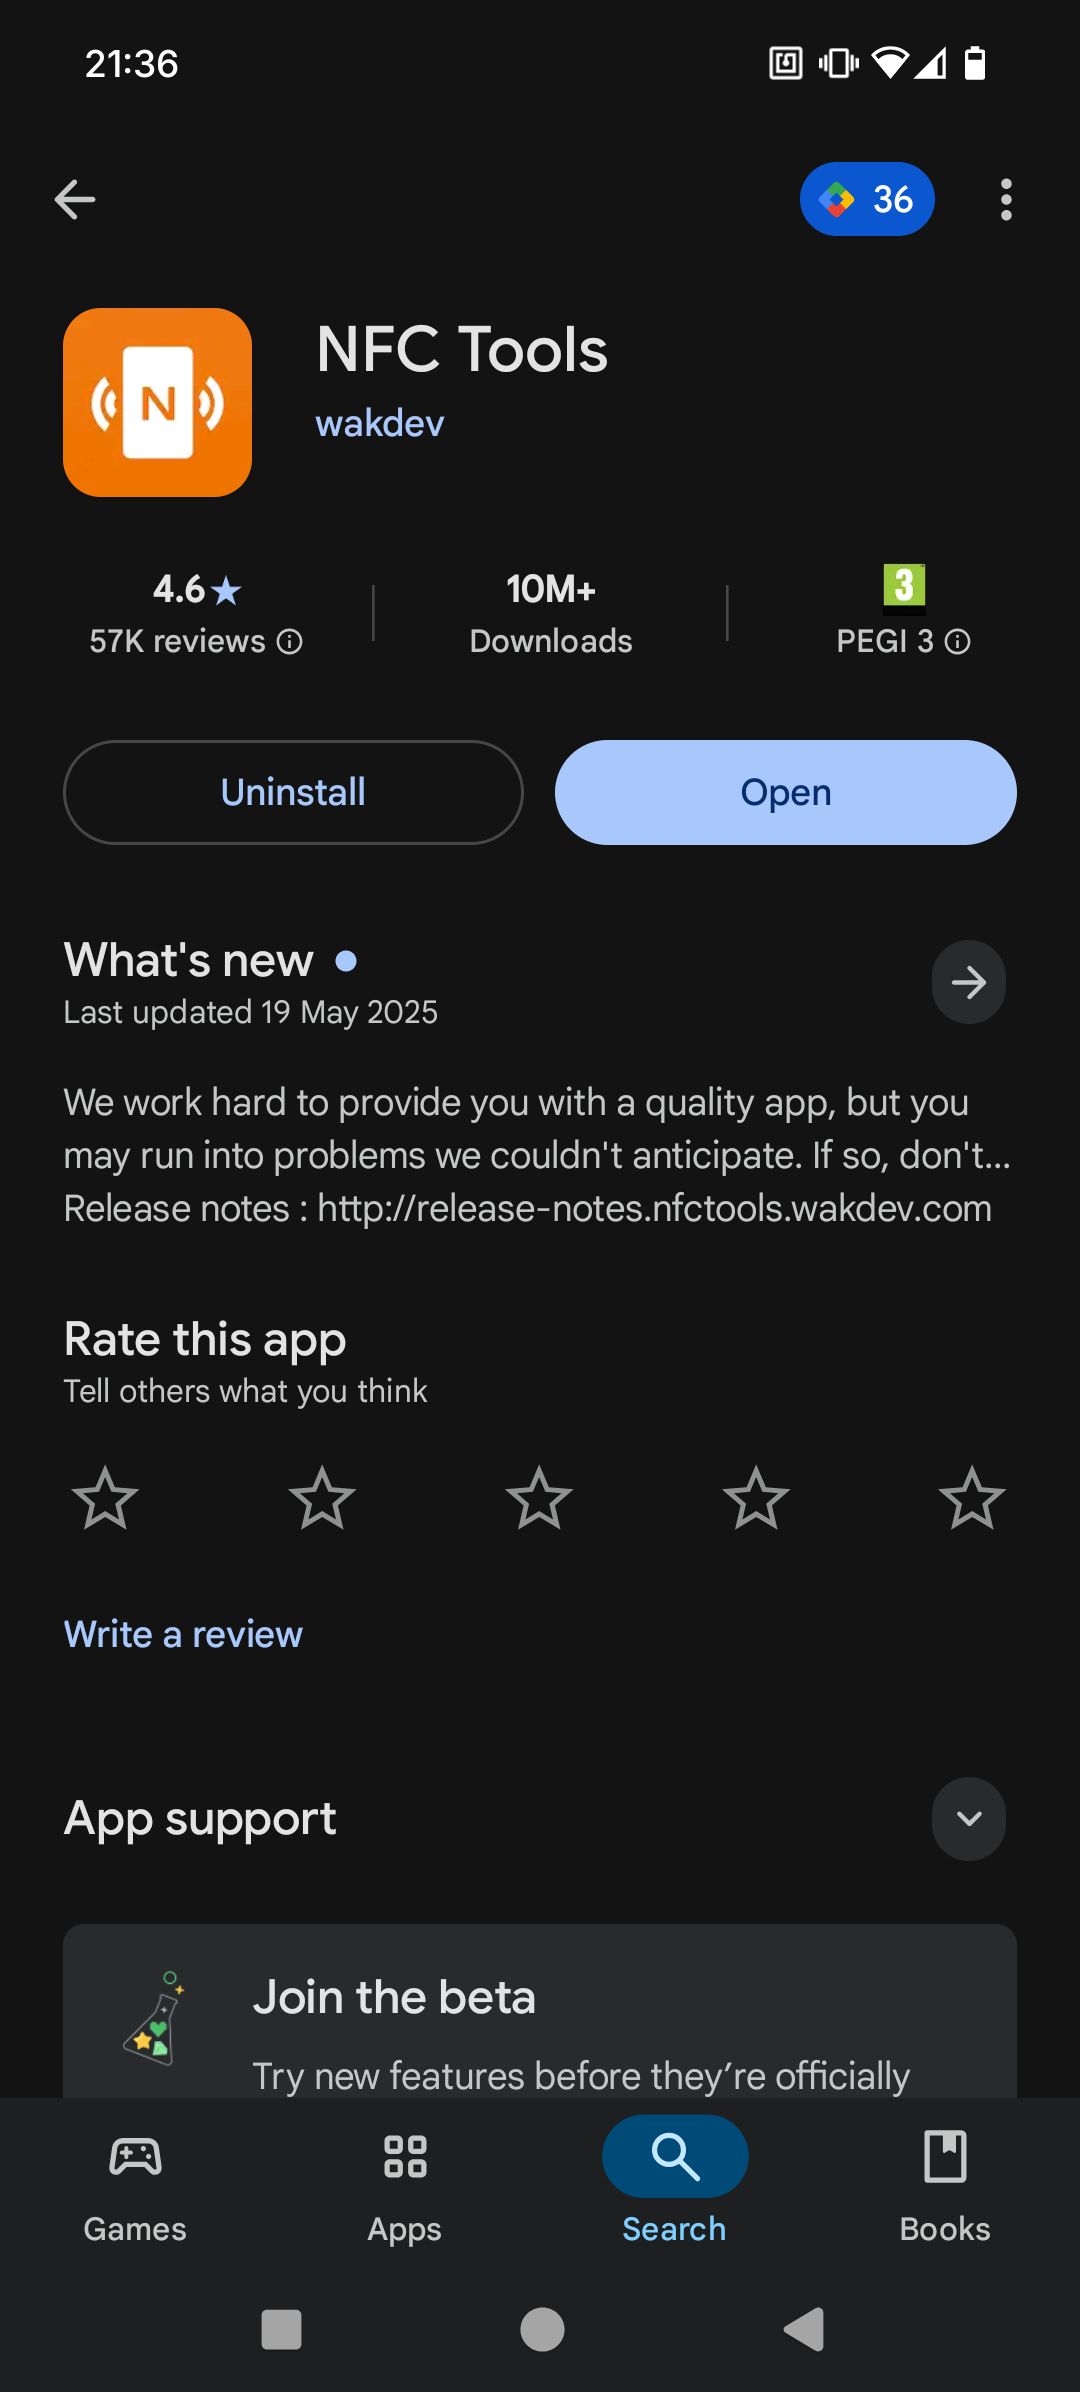 21:36
36
N
NFC Tools
wakdev
4.6★
57K reviews
10M+
Downloads
3
PEGI 3
Uninstall
Open
What's new
Last updated 19 May 2025
We work hard to provide you with a quality app, but you
may run into problems we couldn't anticipate. If so, don't...
Release notes : http://release-notes.nfctools.wakdev.com
Rate this app
Tell others what you think
Write a review
App support
Join the beta
Try new features before they’re officially
Games
Apps
Search
Books